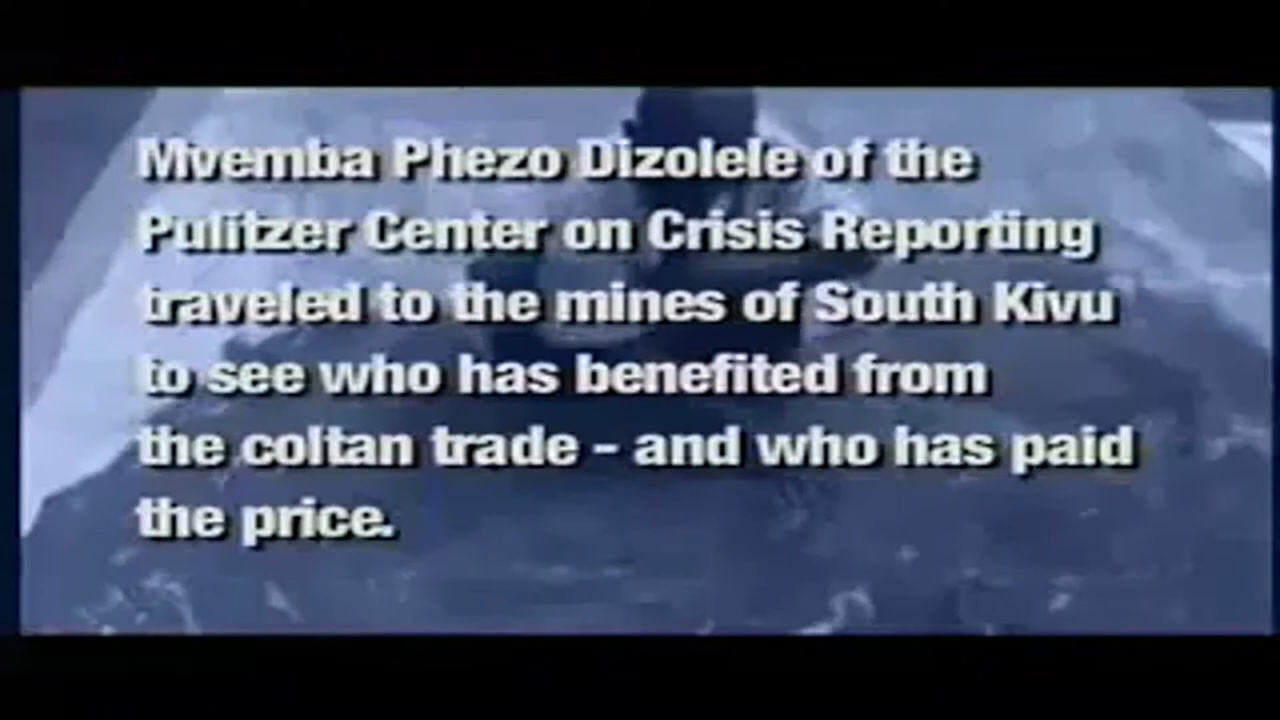 Mvemba Phezo Dizolele of the
Pulitzer Center on Crisis Reporting
traveled to the mines of South Kivu
to see who has benefited from
the coltan trade - and who has paid
the price.